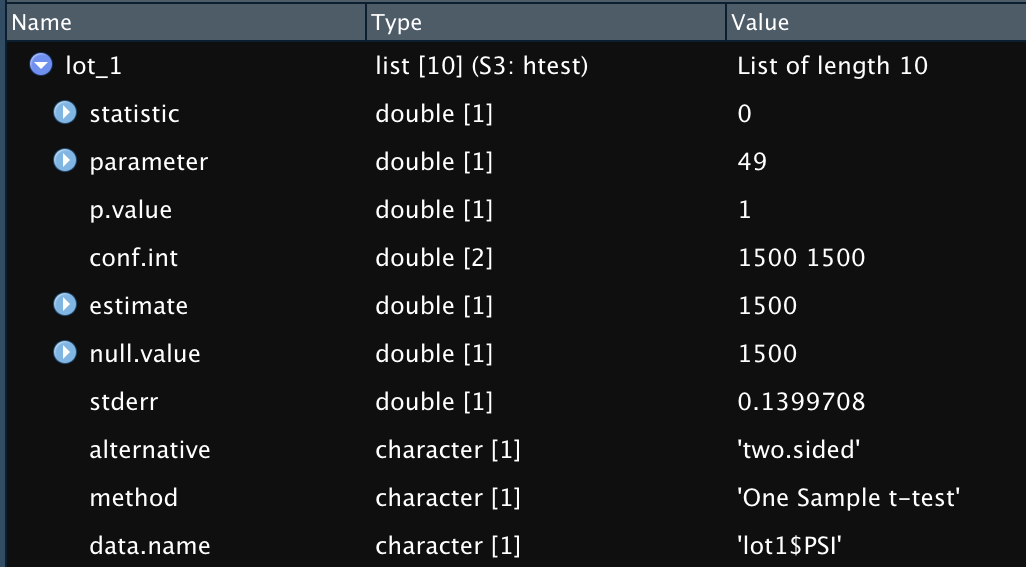 Name Type Value
lot_1 list [10] (S3: htest) List of length 10
statistic double [1] 0
parameter double [1] 49
p.value double [1] 1
conf.int double [2] 1500 1500
estimate double [1] 1500
null.value double [1] 1500
stderr double [1] 0.1399708
alternative character [1] 'two.sided'
method character [1] 'One Sample t-test'
data.name character [1] 'lot1$PSI'